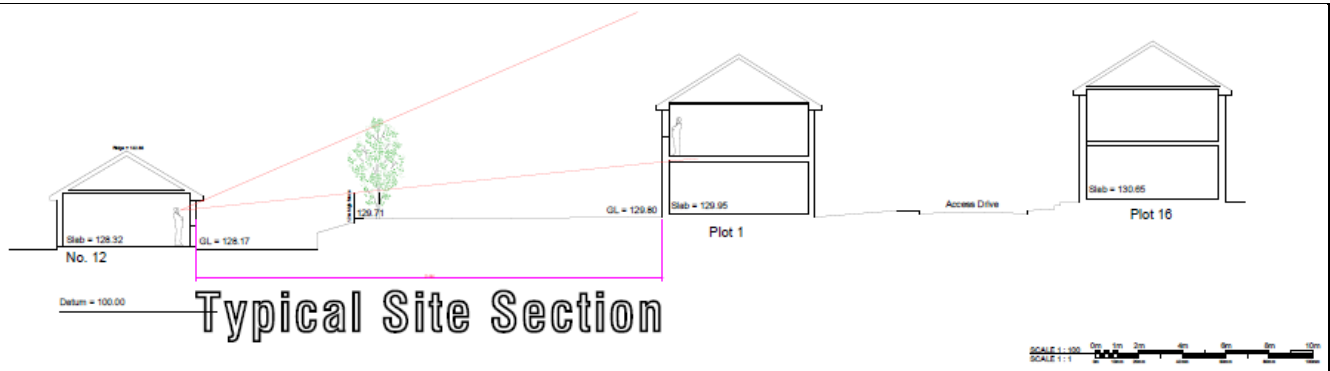 Slab = 128.32
GL = 128.17
No. 12
129.71
GL = 129.80
Slab = 129.95
Plot 1
Access Drive
Slab = 130.65
Plot 16
Datum = 100.00
Typical Site Section
SCALE 1 : 100
0m 1m 2m 4m 6m 8m 10m
SCALE 1 : 1